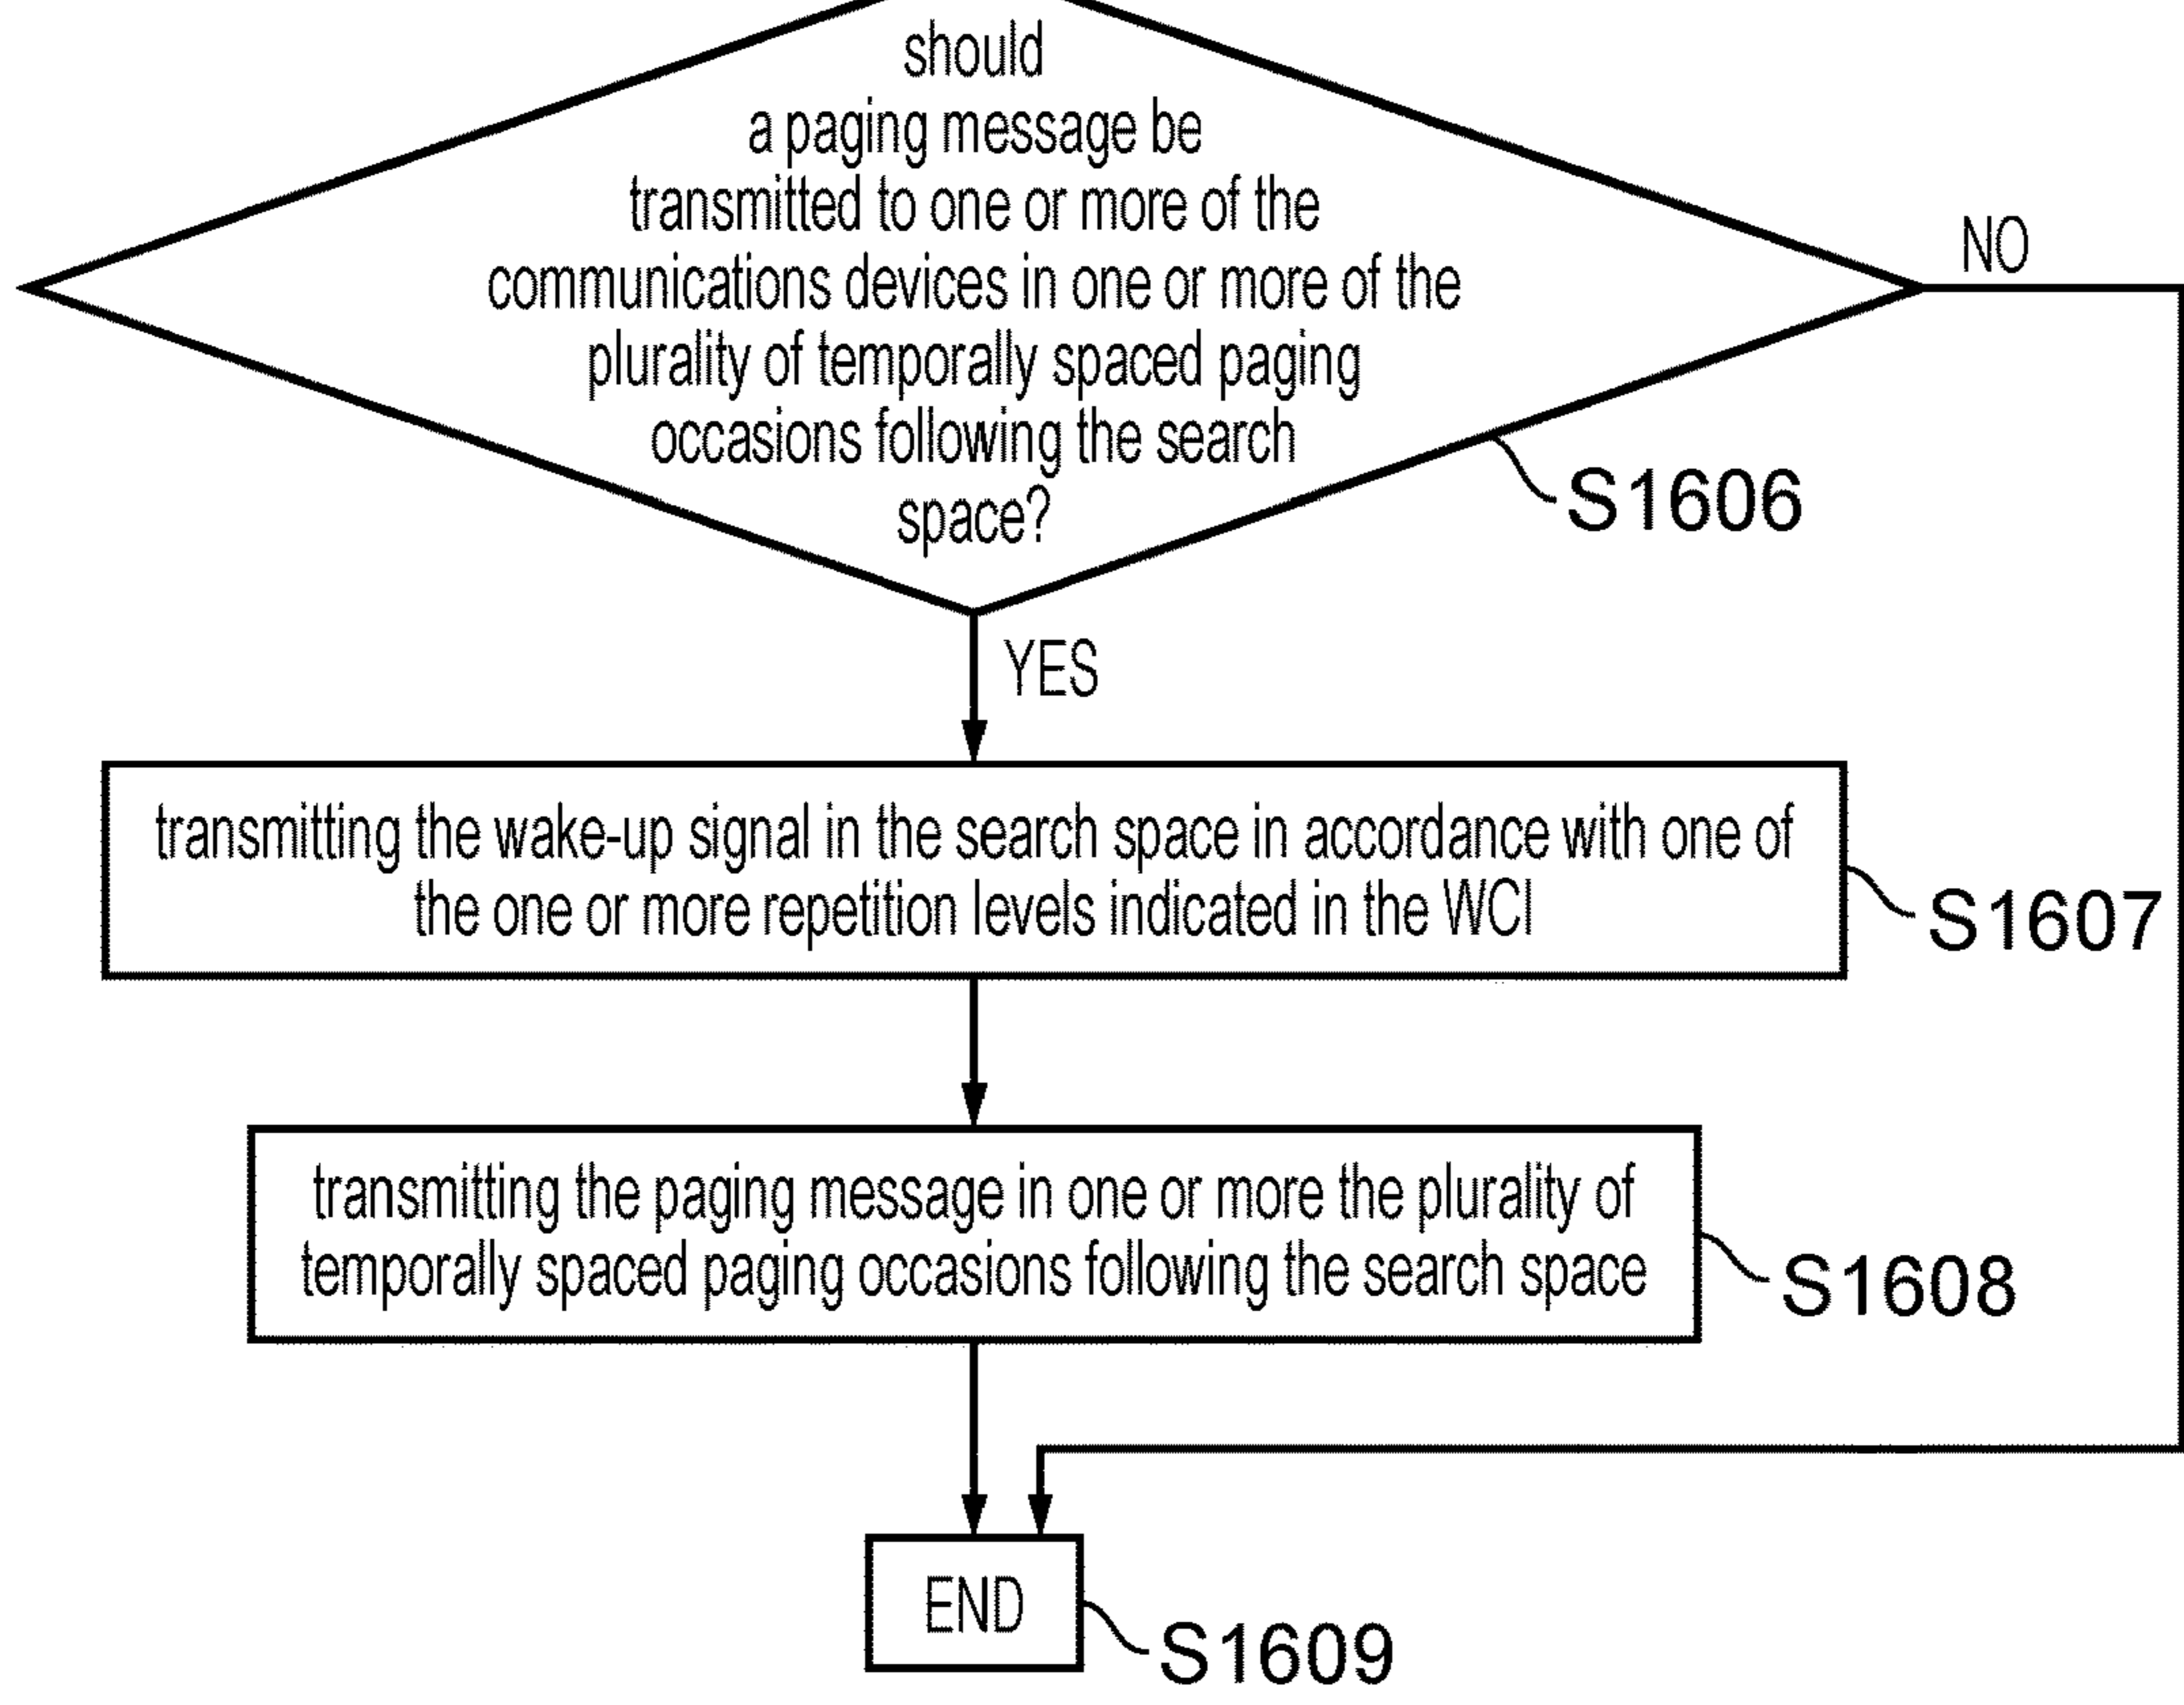 should
a paging message be
transmitted to one or more of the
communications devices in one or more of the
plurality of temporally spaced paging
occasions following the search
space?
NO
S1606
YES
transmitting the wake-up signal in the search space in accordance with one of
the one or more repetition levels indicated in the WCI
S1607
transmitting the paging message in one or more the plurality of
temporally spaced paging occasions following the search space
S1608
END
S1609